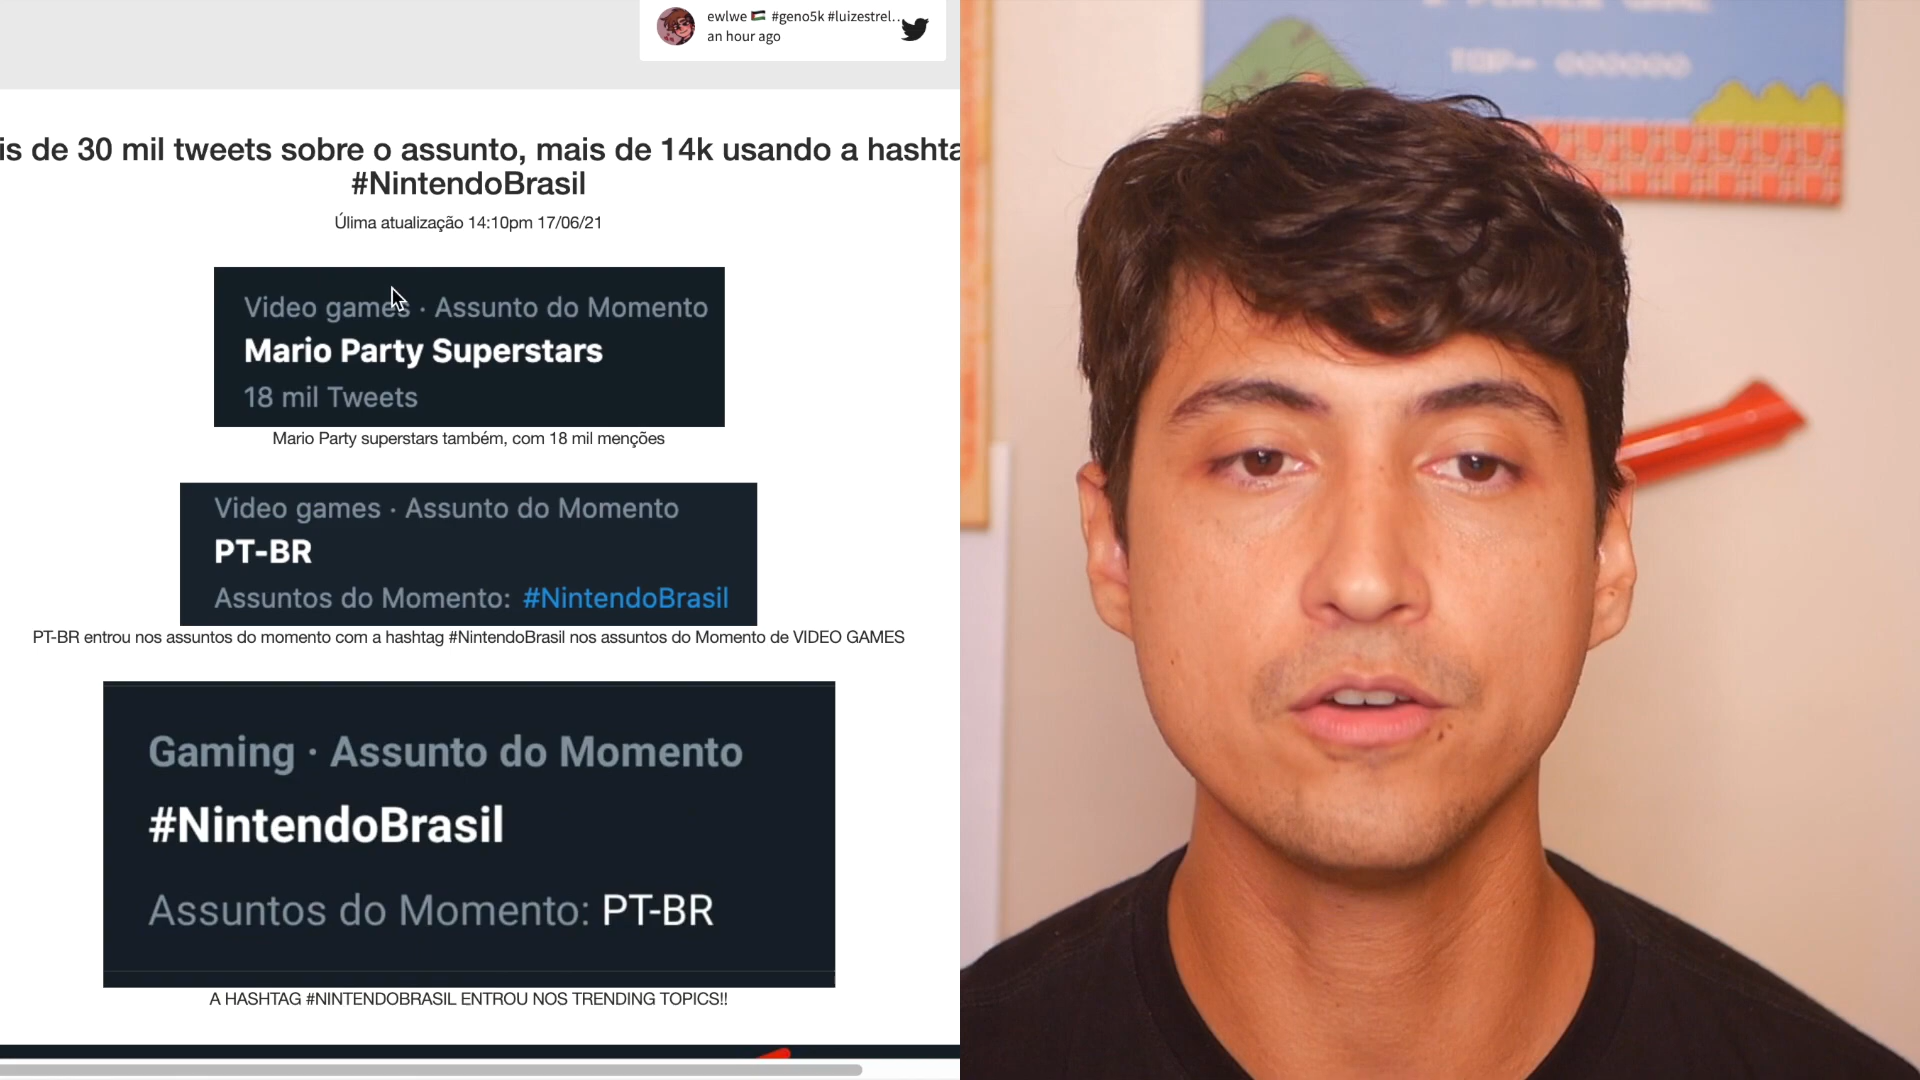 ewlwe 🇵🇸 #geno5k #luizestrel...
an hour ago
is de 30 mil tweets sobre o assunto, mais de 14k usando a hashta
#NintendoBrasil
Úlima atualização 14:10pm 17/06/21
Video games · Assunto do Momento
Mario Party Superstars
18 mil Tweets
Mario Party superstars também, com 18 mil menções
Video games · Assunto do Momento
PT-BR
Assuntos do Momento: #NintendoBrasil
PT-BR entrou nos assuntos do momento com a hashtag #NintendoBrasil nos assuntos do Momento de VIDEO GAMES
Gaming · Assunto do Momento
#NintendoBrasil
Assuntos do Momento: PT-BR
A HASHTAG #NINTENDOBRASIL ENTROU NOS TRENDING TOPICS!!
TOP- 000000